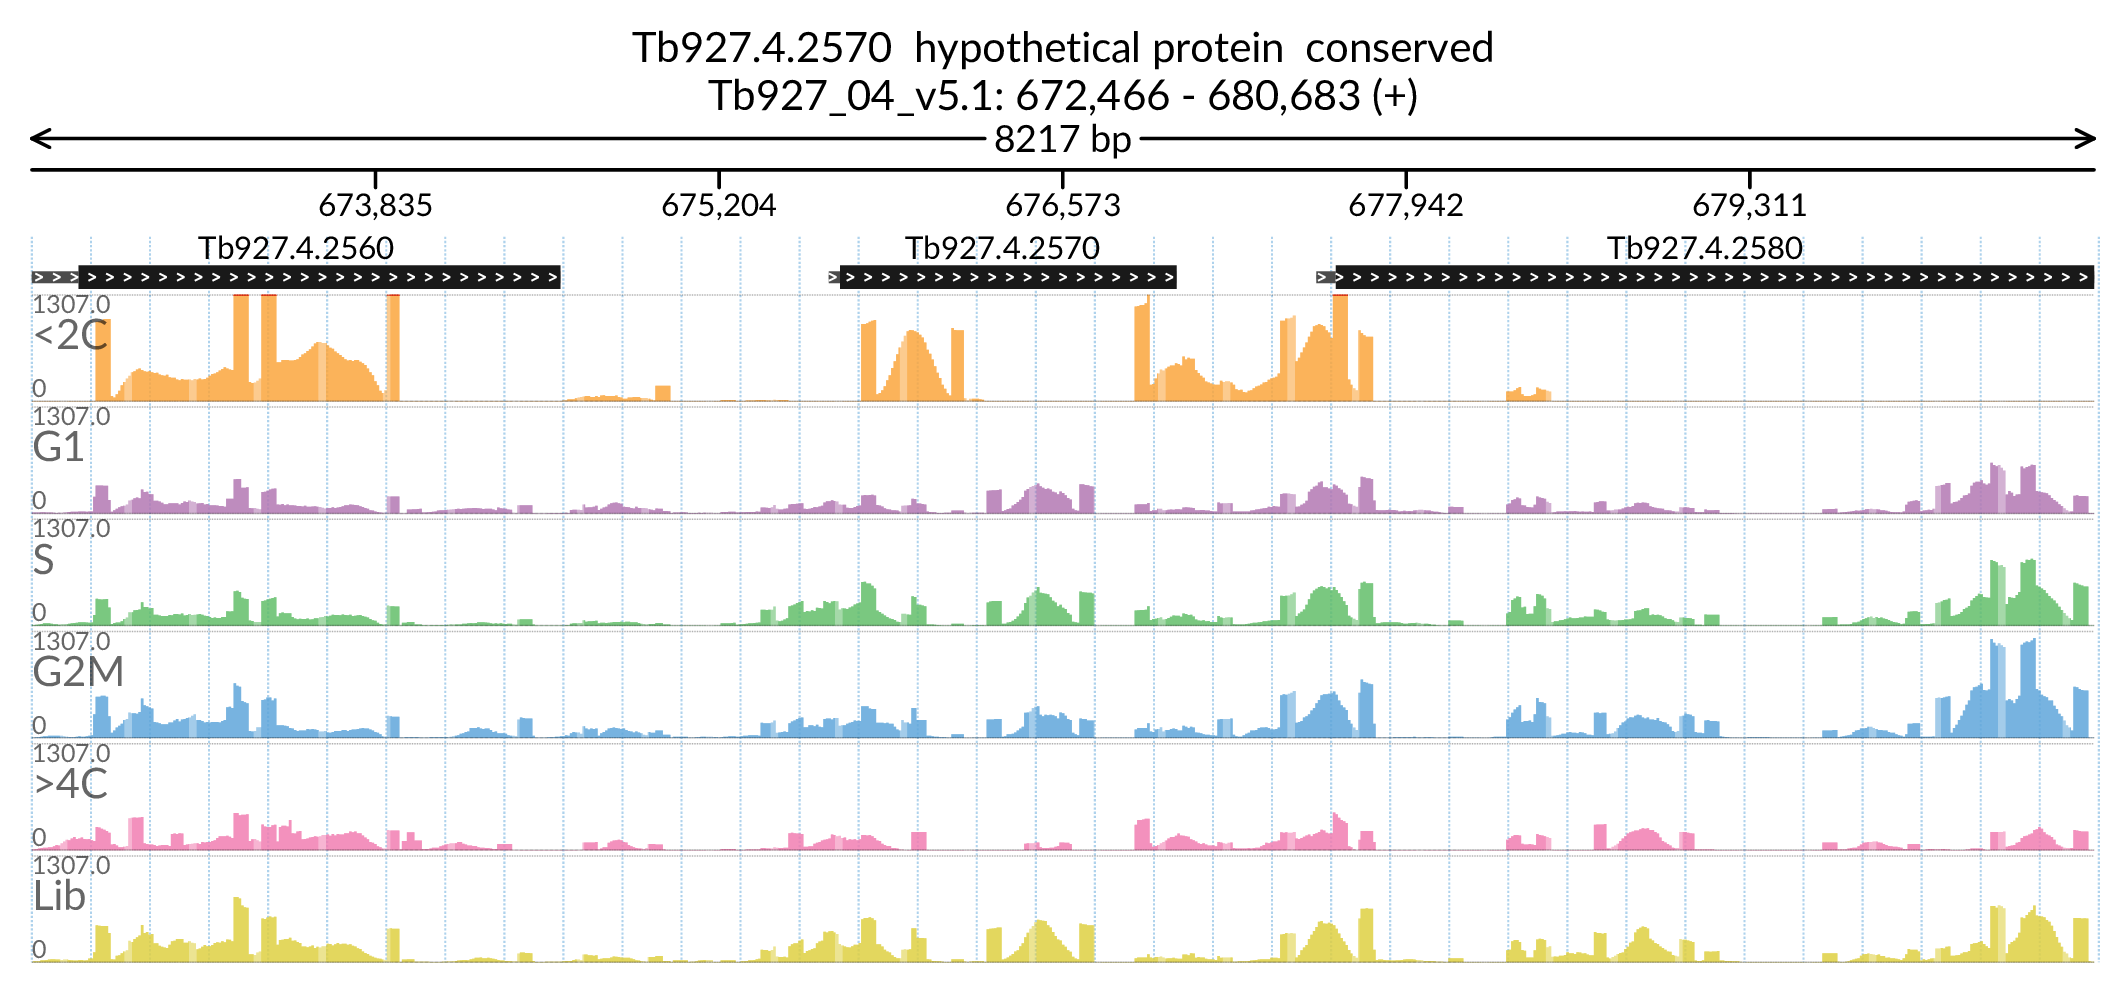 Tb927.4.2570  hypothetical protein  conserved
Tb927_04_v5.1: 672,466 - 680,683 (+)
8217 bp
673,835 675,204 676,573 677,942 679,311
Tb927.4.2560 Tb927.4.2570 Tb927.4.2580
1307.0
<2C
0
1307.0
G1
0
1307.0
S
0
1307.0
G2M
0
1307.0
>4C
0
1307.0
Lib
0